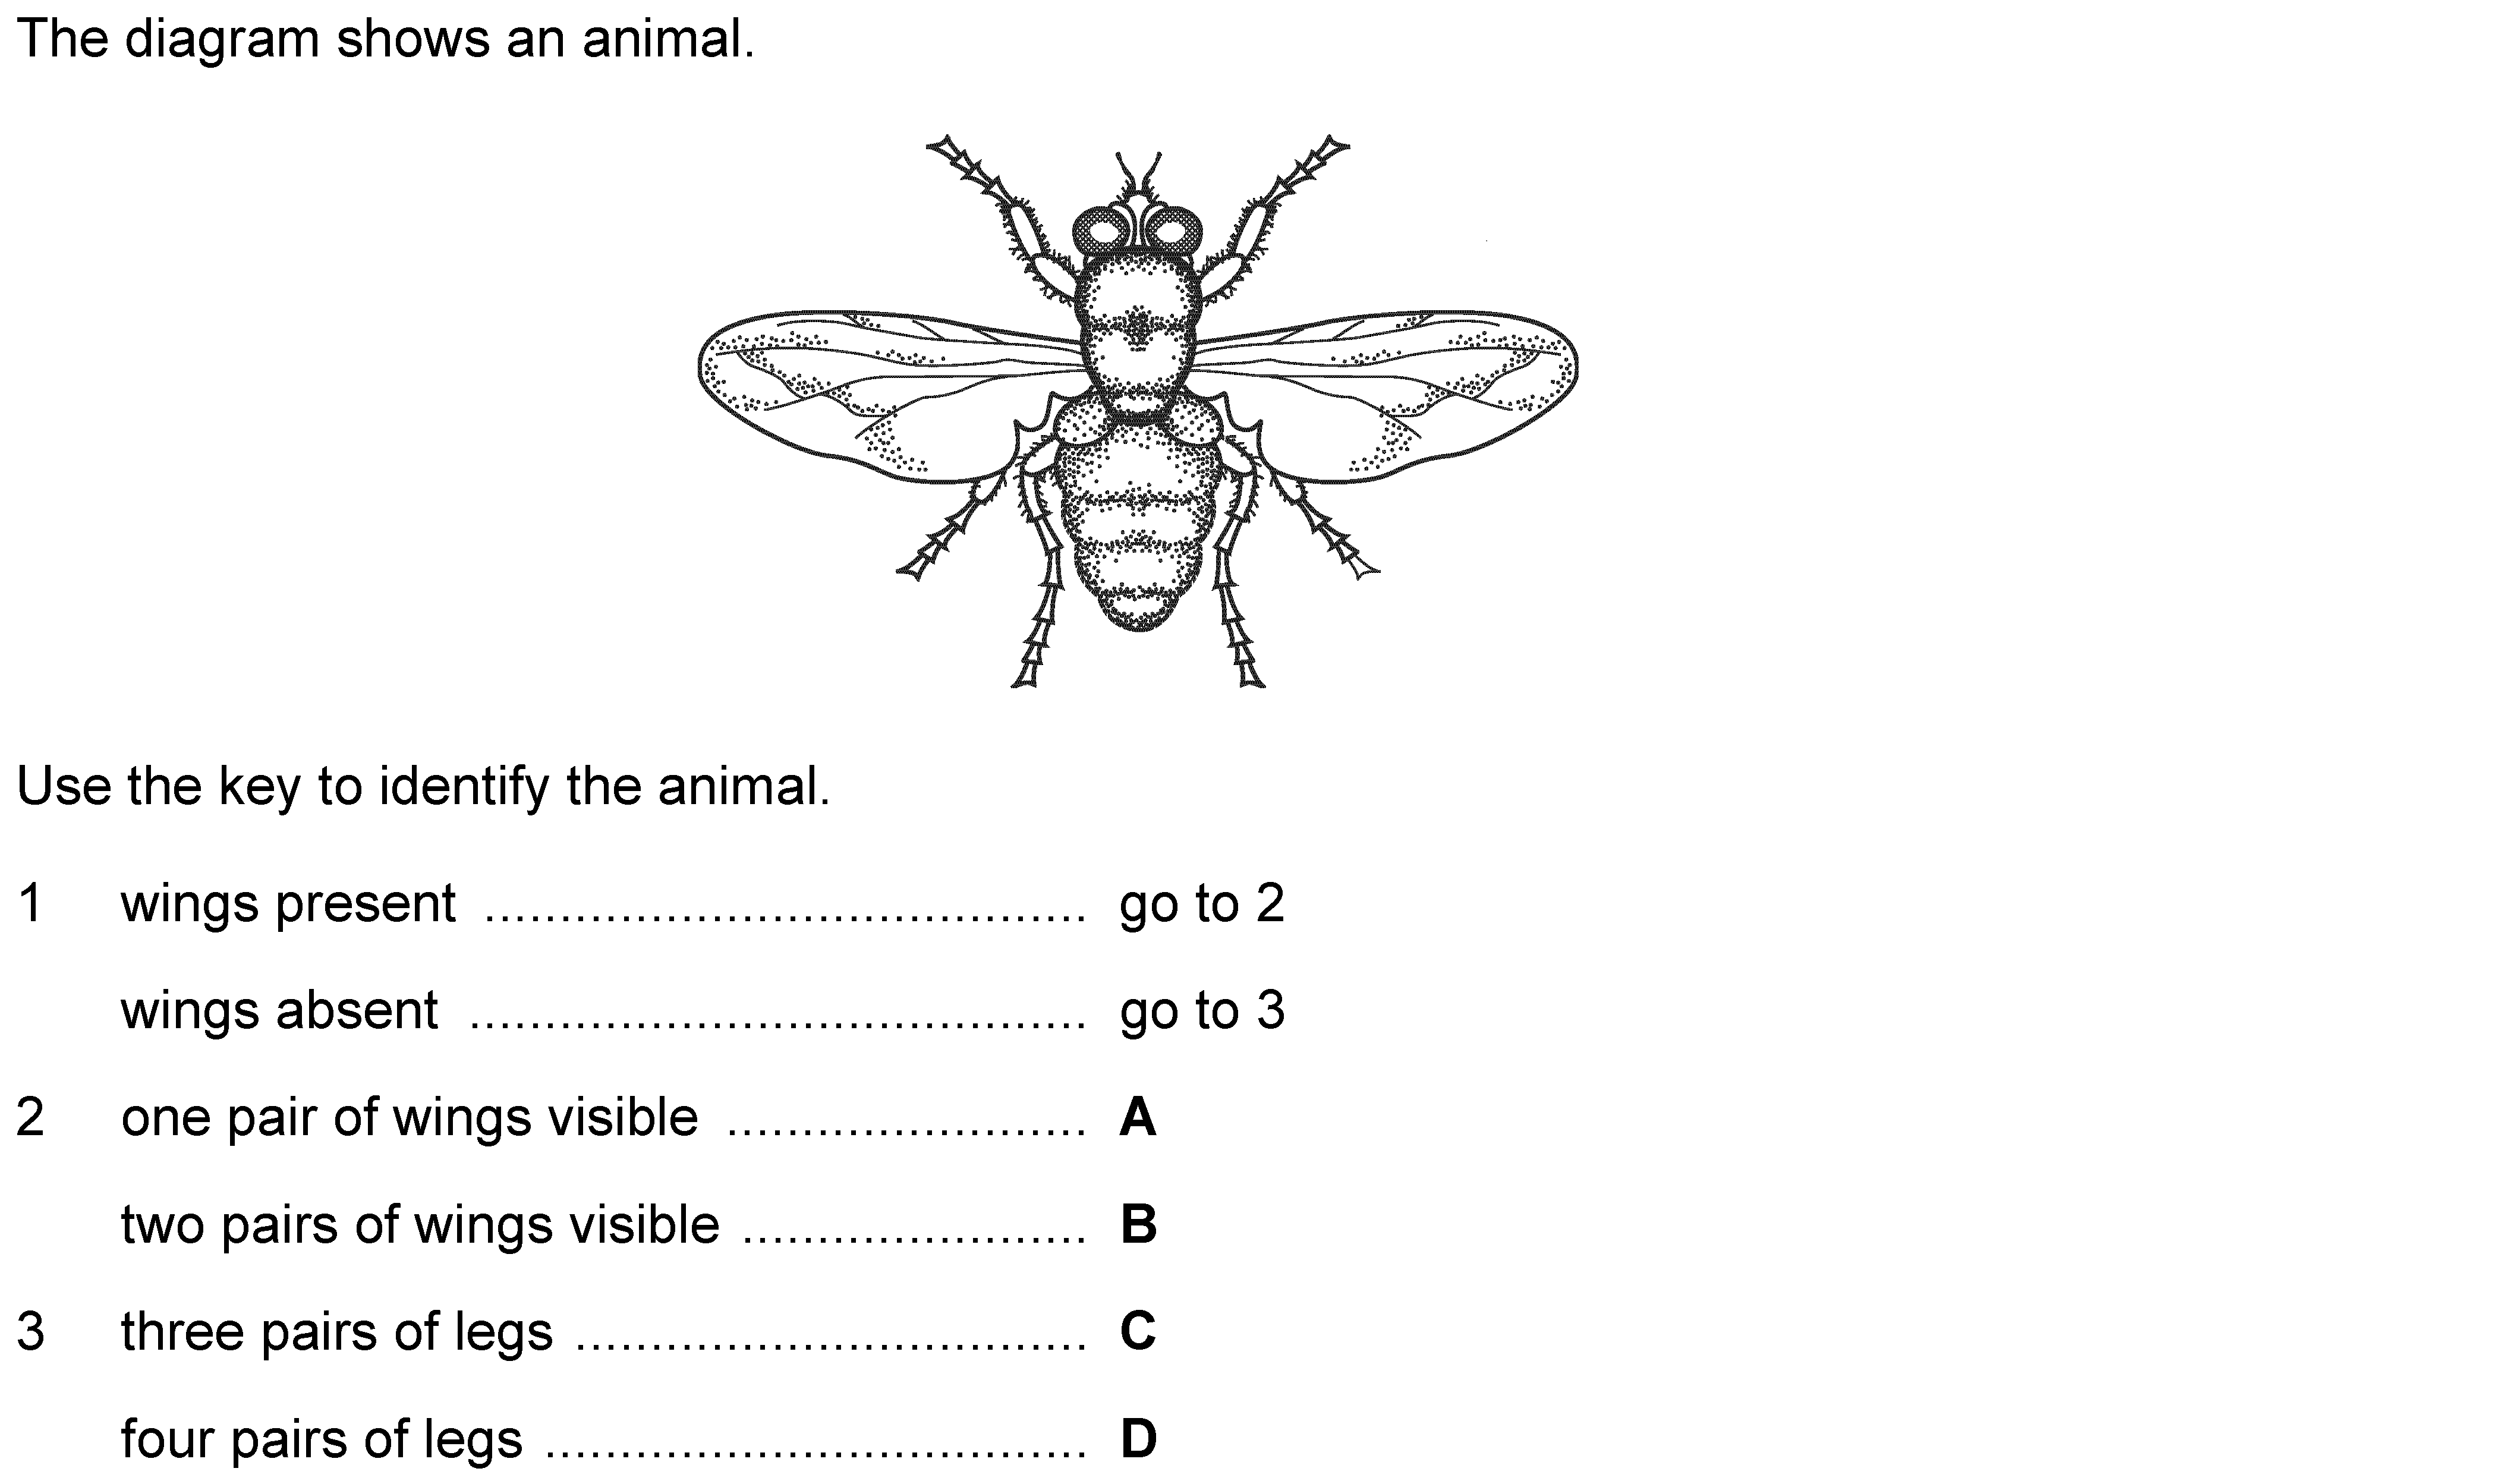 The diagram shows an animal.
Use the key to identify the animal.
1 wings present ........................................ go to 2
wings absent ......................................... go to 3
2 one pair of wings visible ........................ A
two pairs of wings visible ....................... B
3 three pairs of legs .................................. C
four pairs of legs .................................... D